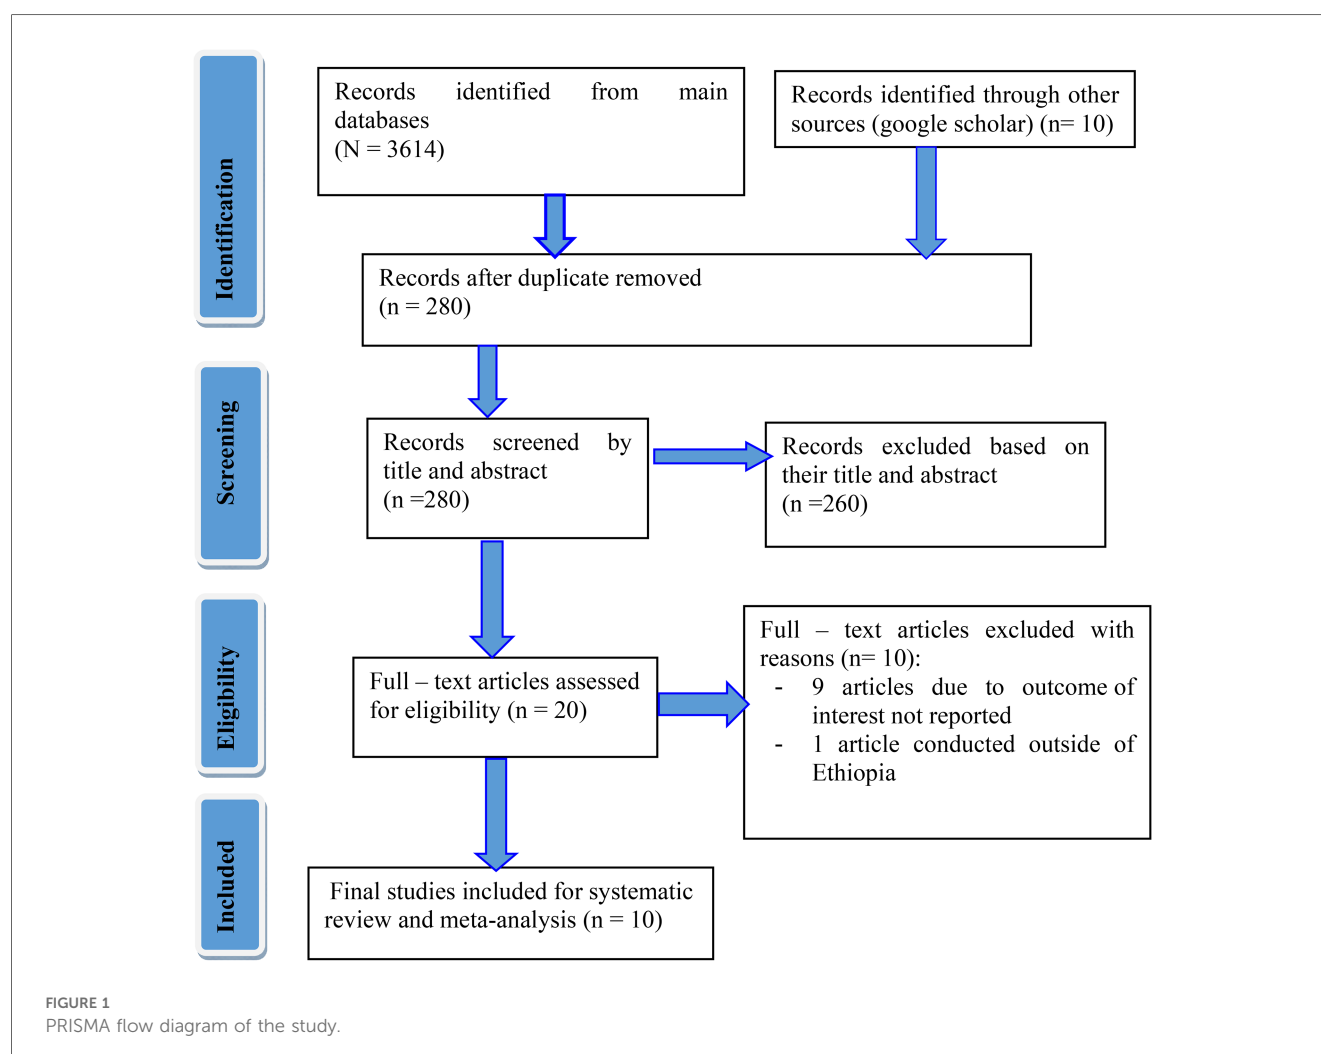 Identification
Records identified from main
databases
(N = 3614)
Records identified through other
sources (google scholar) (n= 10)
Records after duplicate removed
(n = 280)
Screening
Records screened by
title and abstract
(n =280)
Records excluded based on
their title and abstract
(n =260)
Eligibility
Full – text articles assessed
for eligibility (n = 20)
Full – text articles excluded with
reasons (n= 10):
- 9 articles due to outcome of
interest not reported
- 1 article conducted outside of
Ethiopia
Included
Final studies included for systematic
review and meta-analysis (n = 10)
FIGURE 1
PRISMA flow diagram of the study.